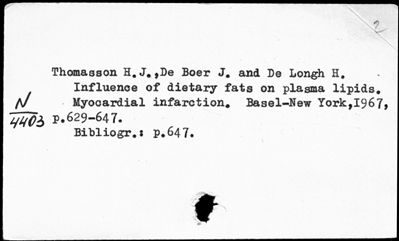 2
Thomasson H.J.,De Boer J. and De Longh H.
Influence of dietary fats on plasma lipids.
Myocardial infarction. Basel-New York,1967,
p.629-647.
Bibliogr.: p.647.
N
4403